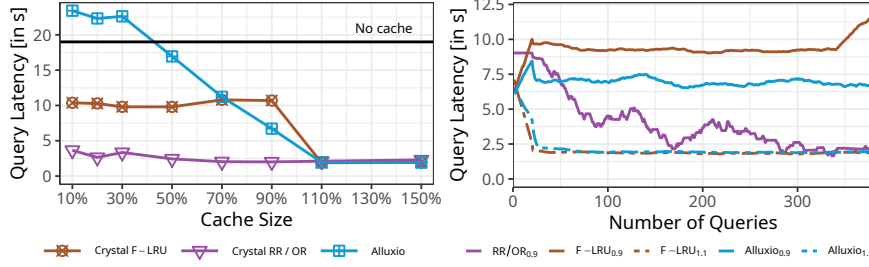 Query Latency [in s]
20
15
10
5
0
No cache
10% 20% 30% 50% 70% 90% 110% 130% 150%
Cache Size
Crystal F-LRU Crystal RR / OR Alluxio
Query Latency [in s]
12.5
10.0
7.5
5.0
2.5
0.0
0 100 200 300
Number of Queries
RR/OR0.9 F-LRU0.9 F-LRU1.1 Alluxio0.9 Alluxio1.